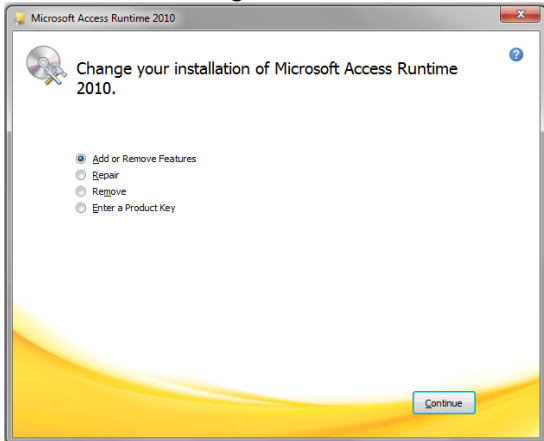 Microsoft Access Runtime 2010
Change your installation of Microsoft Access Runtime
2010.
Add or Remove Features
Repair
Remove
Enter a Product Key
Continue